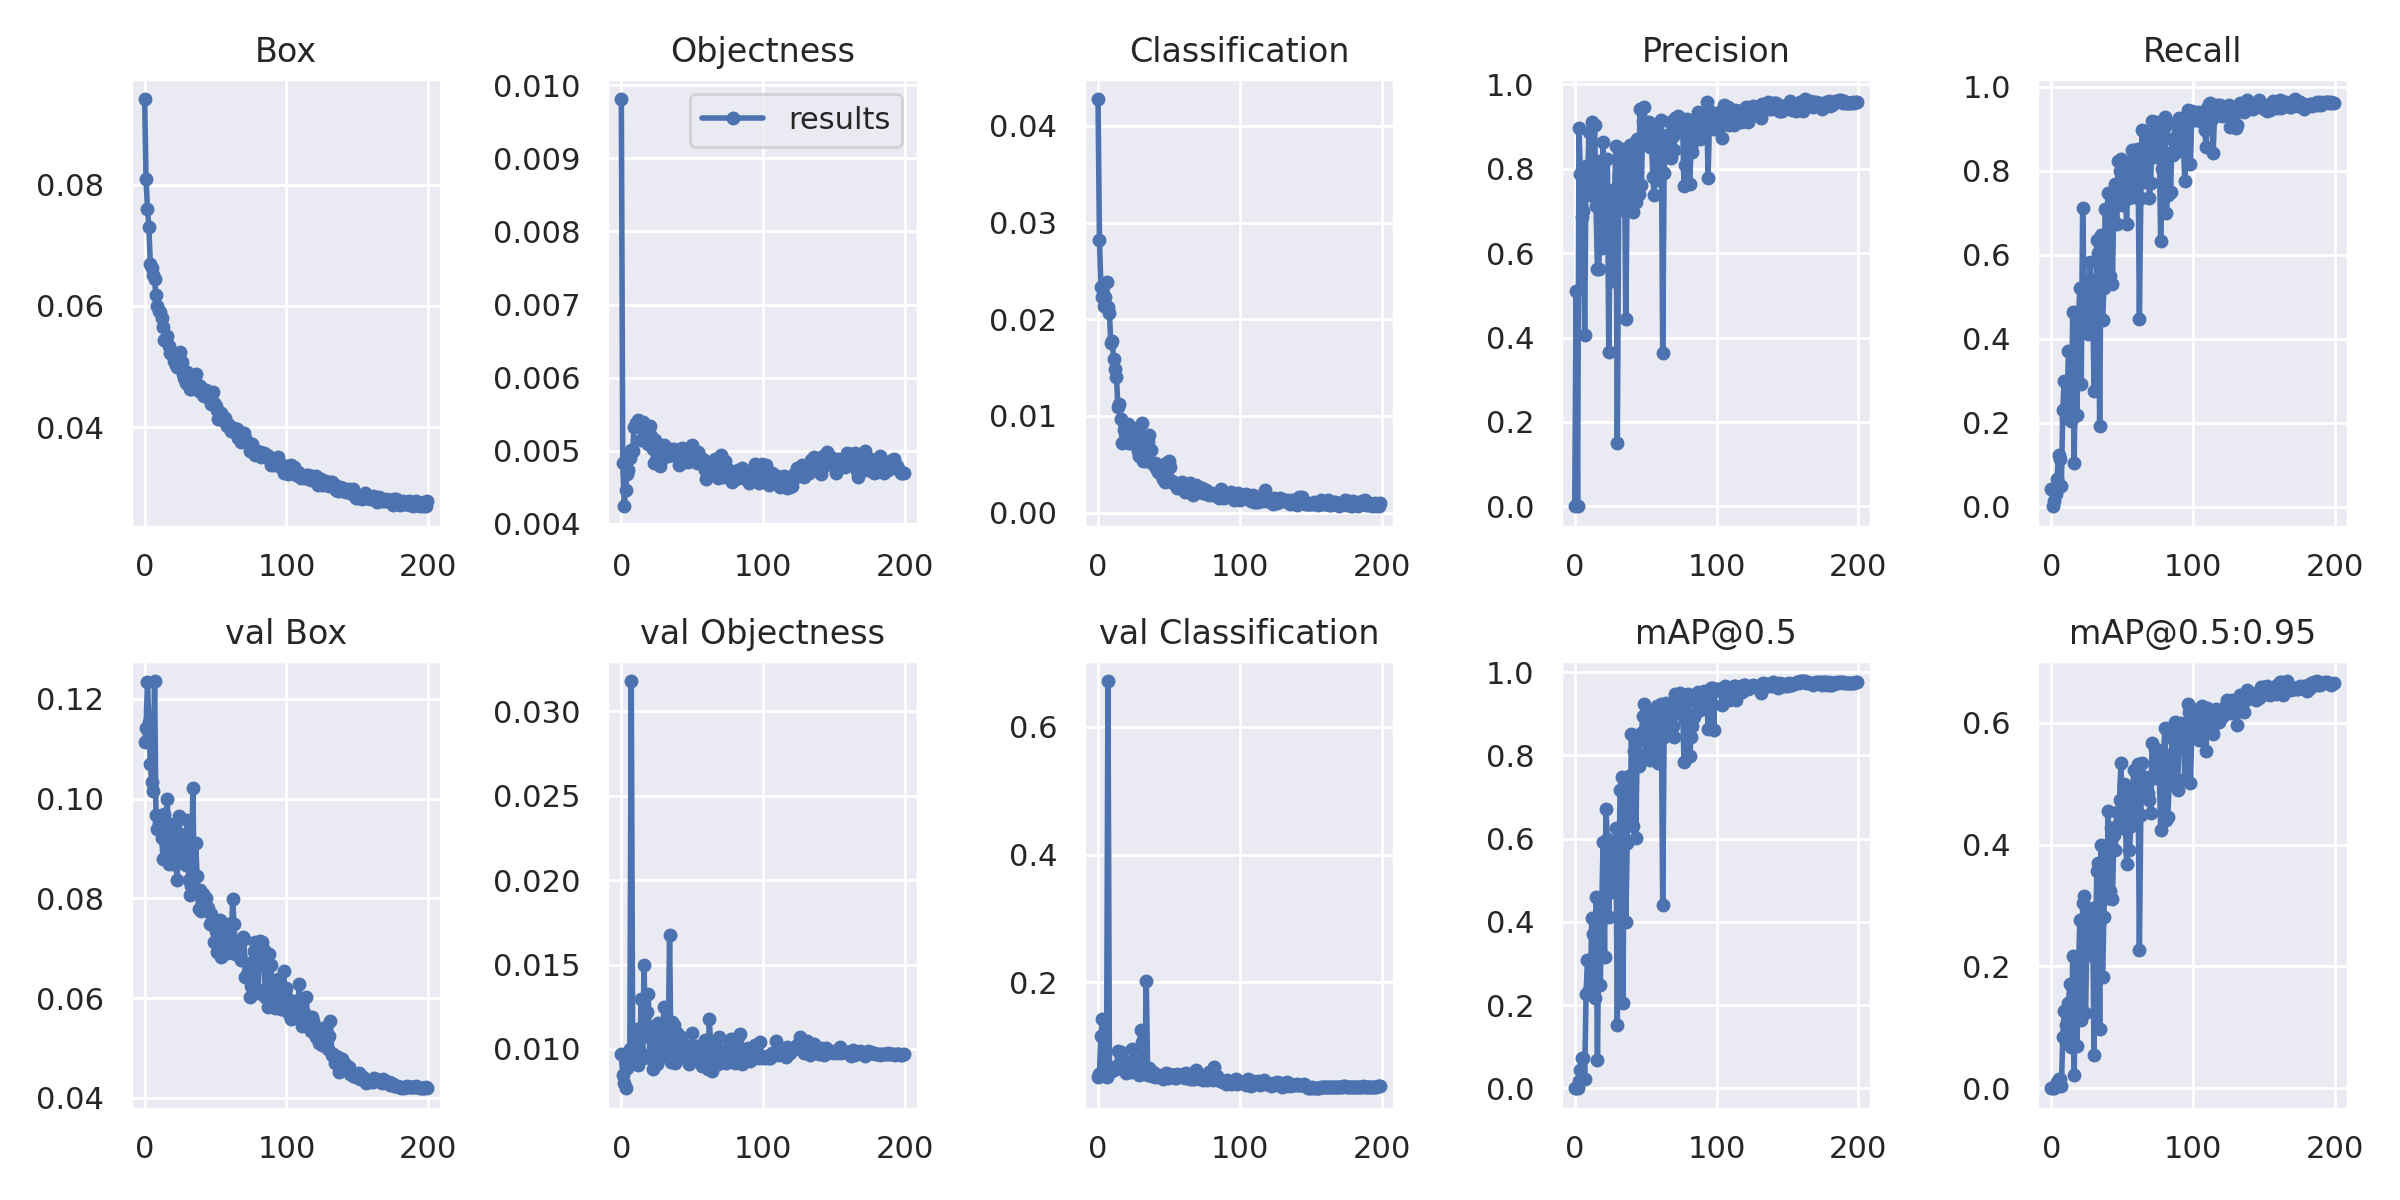 Box
Objectness
Classification
Precision
Recall
0.08
0.06
0.04
0 100 200
0.010
0.009
0.008
0.007
0.006
0.005
0.004
results
0 100 200
0.04
0.03
0.02
0.01
0.00
0 100 200
1.0
0.8
0.6
0.4
0.2
0.0
0 100 200
1.0
0.8
0.6
0.4
0.2
0.0
0 100 200
val Box
val Objectness
val Classification
mAP@0.5
mAP@0.5:0.95
0.12
0.10
0.08
0.06
0.04
0 100 200
0.030
0.025
0.020
0.015
0.010
0 100 200
0.6
0.4
0.2
0 100 200
1.0
0.8
0.6
0.4
0.2
0.0
0 100 200
0.6
0.4
0.2
0.0
0 100 200